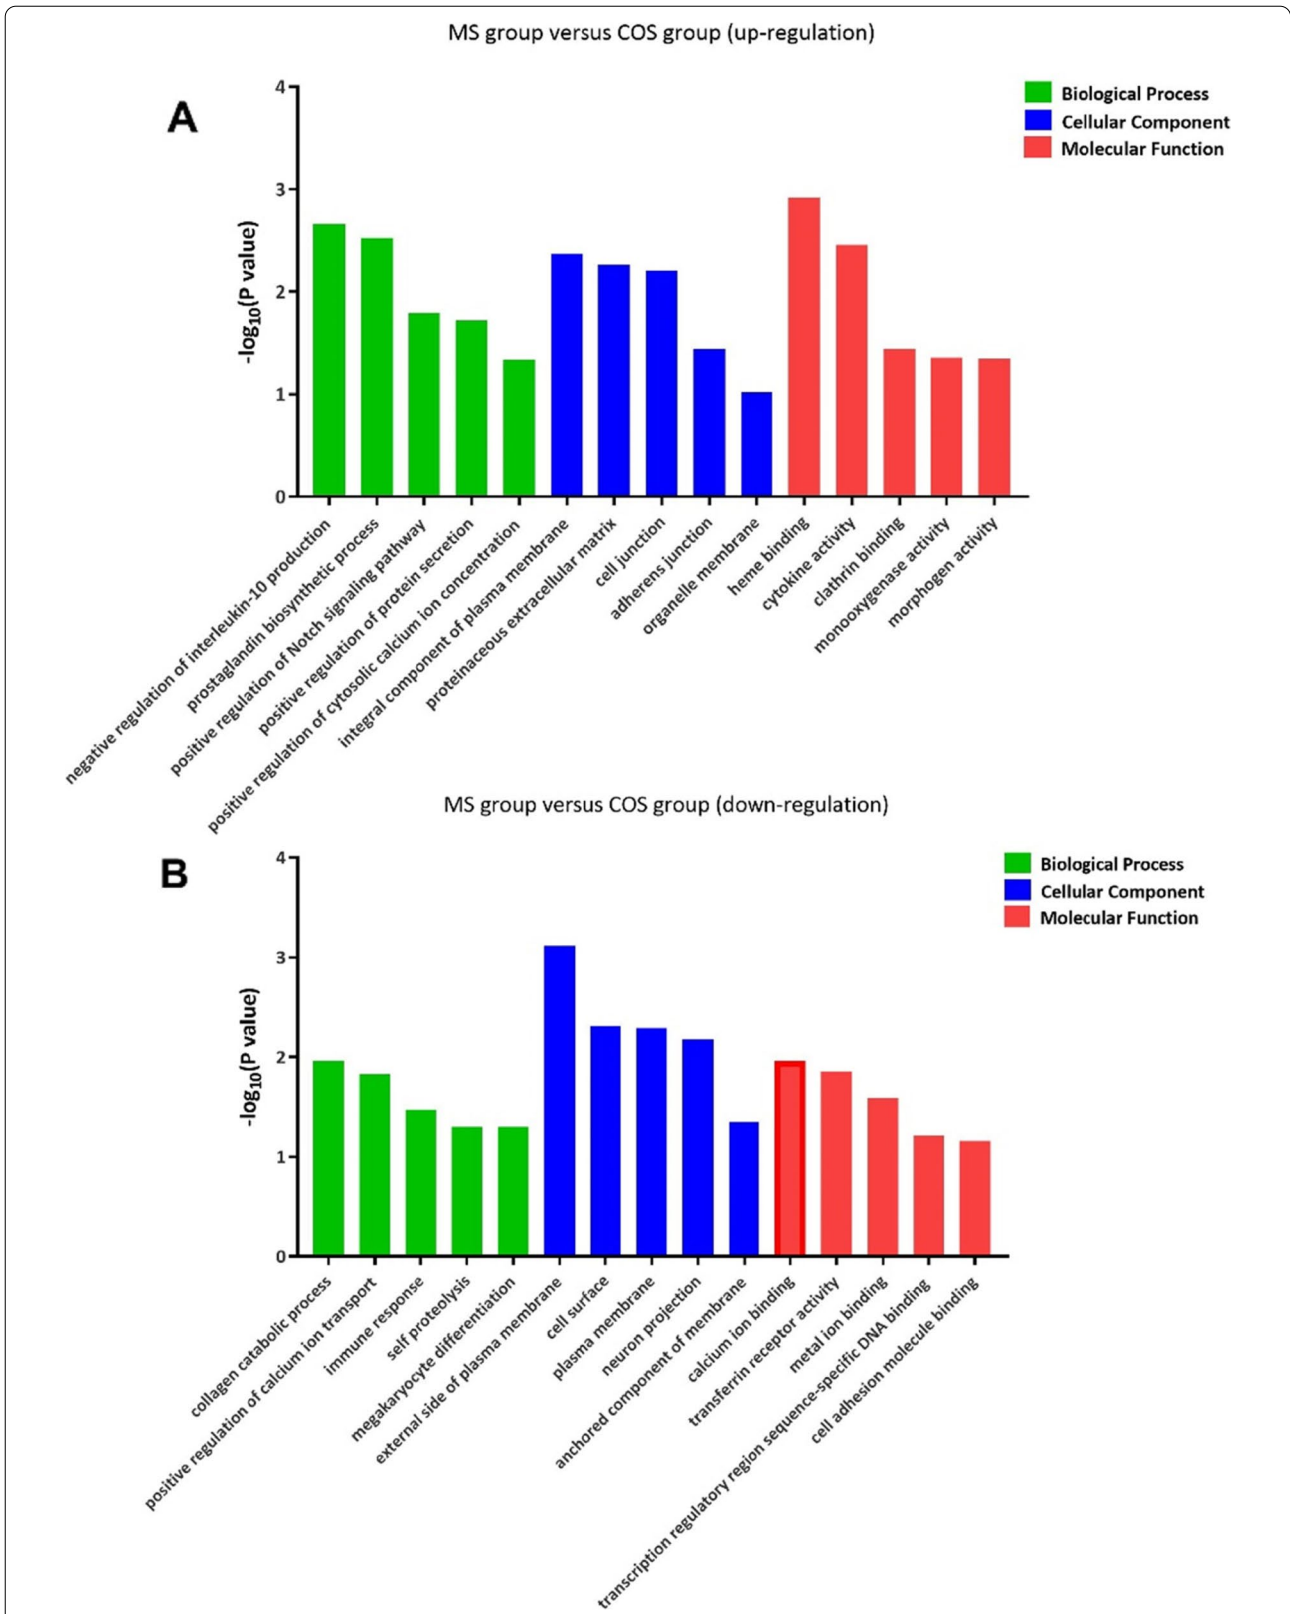 MS group versus COS group (up-regulation)
A
Biological Process
Cellular Component
Molecular Function
-log10(P value)
4
3
2
1
0
negative regulation of interleukin-10 production
prostaglandin biosynthetic process
positive regulation of Notch signaling pathway
positive regulation of protein secretion
positive regulation of cytosolic calcium ion concentration
integral component of plasma membrane
proteinaceous extracellular matrix
cell junction
adherens junction
organelle membrane
heme binding
cytokine activity
clathrin binding
monooxygenase activity
morphogen activity
MS group versus COS group (down-regulation)
B
Biological Process
Cellular Component
Molecular Function
-log10(P value)
4
3
2
1
0
collagen catabolic process
positive regulation of calcium ion transport
immune response
self proteolysis
megakaryocyte differentiation
external side of plasma membrane
cell surface
plasma membrane
neuron projection
anchored component of membrane
calcium ion binding
transferrin receptor activity
metal ion binding
transcription regulatory region sequence-specific DNA binding
cell adhesion molecule binding